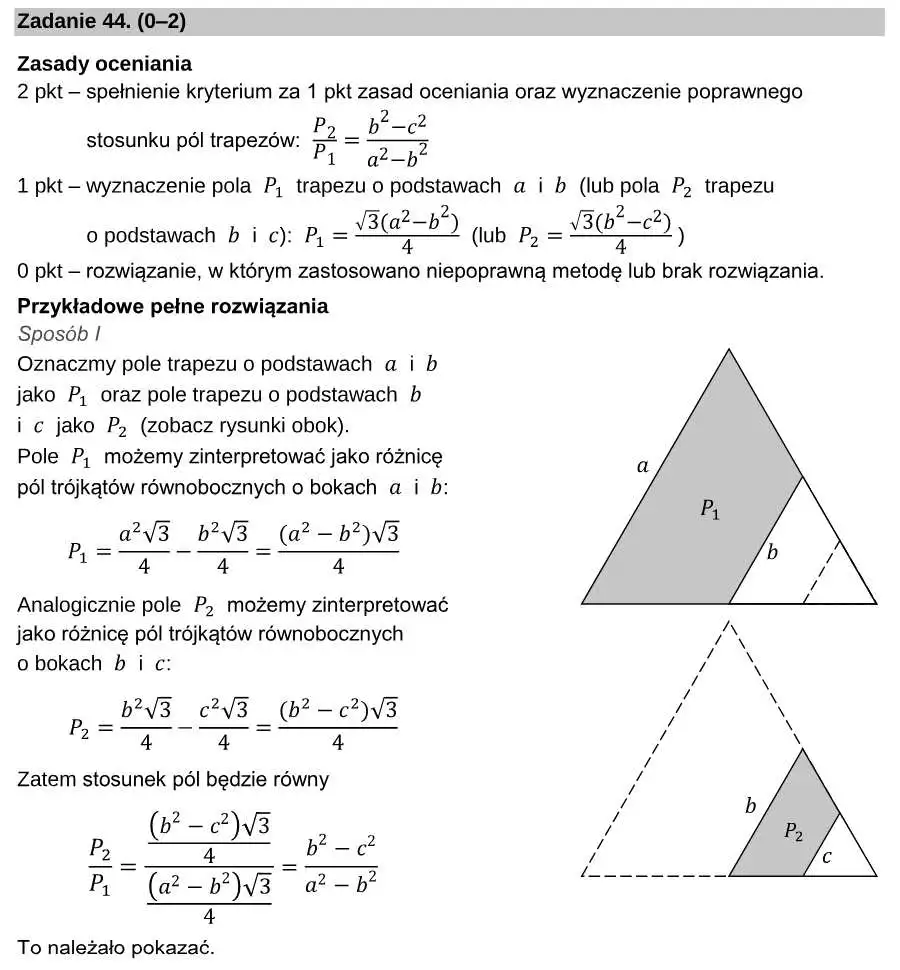 Zadanie 44. (0–2)
Zasady oceniania
2 pkt – spełnienie kryterium za 1 pkt zasad oceniania oraz wyznaczenie poprawnego
stosunku pól trapezów: P₂/P₁ = (b²−c²)/(a²−b²)
1 pkt – wyznaczenie pola P₁ trapezu o podstawach a i b (lub pola P₂ trapezu
o podstawach b i c): P₁ = √3(a²−b²)/4 (lub P₂ = √3(b²−c²)/4 )
0 pkt – rozwiązanie, w którym zastosowano niepoprawną metodę lub brak rozwiązania.
Przykładowe pełne rozwiązania
Sposób I
Oznaczmy pole trapezu o podstawach a i b
jako P₁ oraz pole trapezu o podstawach b
i c jako P₂ (zobacz rysunki obok).
Pole P₁ możemy zinterpretować jako różnicę
pól trójkątów równobocznych o bokach a i b:
P₁ = a²√3/4 − b²√3/4 = (a² − b²)√3/4
Analogicznie pole P₂ możemy zinterpretować
jako różnicę pól trójkątów równobocznych
o bokach b i c:
P₂ = b²√3/4 − c²√3/4 = (b² − c²)√3/4
Zatem stosunek pól będzie równy
P₂/P₁ = ((b² − c²)√3/4)/((a² − b²)√3/4) = (b² − c²)/(a² − b²)
To należało pokazać.
a
P₁
b
b
P₂
c